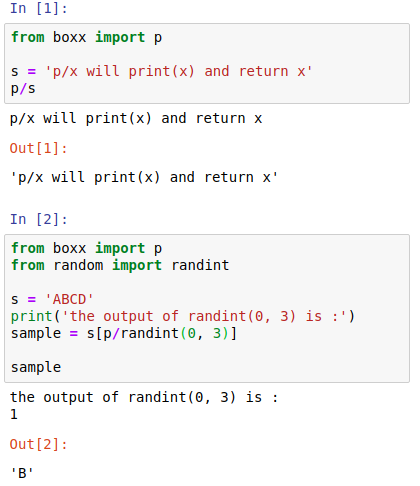 In [1]:
from boxx import p
s = 'p/x will print(x) and return x'
p/s
p/x will print(x) and return x
Out[1]:
'p/x will print(x) and return x'
In [2]:
from boxx import p
from random import randint
s = 'ABCD'
print('the output of randint(0, 3) is :')
sample = s[p/randint(0, 3)]
sample
the output of randint(0, 3) is :
1
Out[2]:
'B'